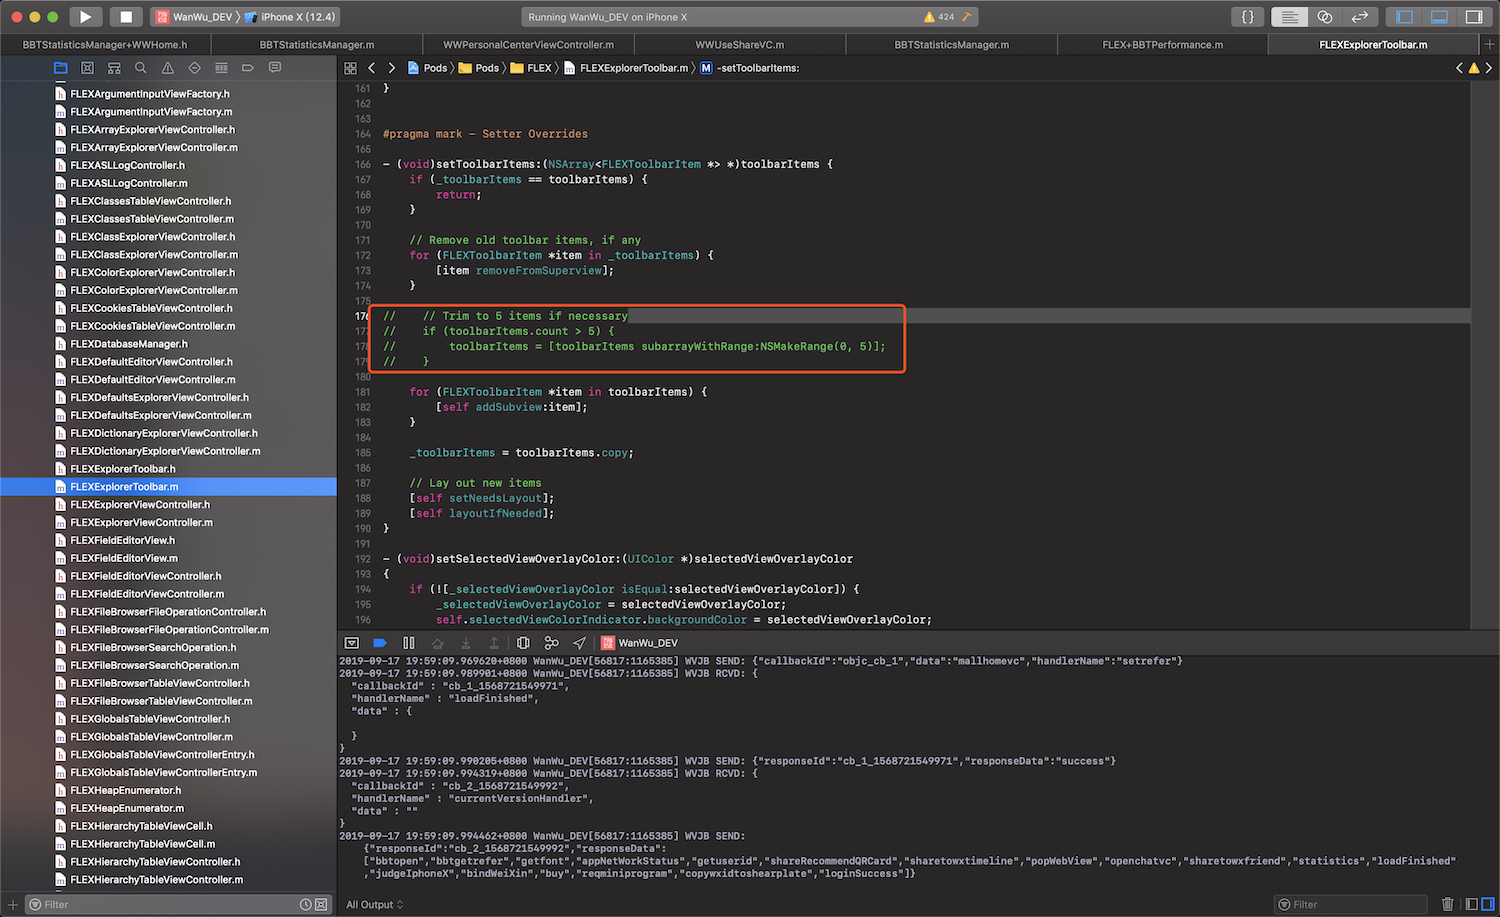 WanWu_DEV 〉 iPhone X (12.4)
Running WanWu_DEV on iPhone X
424
{}
BBTStatisticsManager+WWHome.h
BBTStatisticsManager.m
WWPersonalCenterViewController.m
WWUseShareVC.m
BBTStatisticsManager.m
FLEX+BBTPerformance.m
FLEXExplorerToolbar.m
Pods 〉 Pods 〉 FLEX 〉 FLEXExplorerToolbar.m 〉 M -setToolbarItems:
FLEXArgumentInputViewFactory.h
FLEXArgumentInputViewFactory.m
FLEXArrayExplorerViewController.h
FLEXArrayExplorerViewController.m
FLEXASLLogController.h
FLEXASLLogController.m
FLEXClassesTableViewController.h
FLEXClassesTableViewController.m
FLEXClassExplorerViewController.h
FLEXClassExplorerViewController.m
FLEXColorExplorerViewController.h
FLEXColorExplorerViewController.m
FLEXCookiesTableViewController.h
FLEXCookiesTableViewController.m
FLEXDatabaseManager.h
FLEXDefaultEditorViewController.h
FLEXDefaultEditorViewController.m
FLEXDefaultsExplorerViewController.h
FLEXDefaultsExplorerViewController.m
FLEXDictionaryExplorerViewController.h
FLEXDictionaryExplorerViewController.m
FLEXExplorerToolbar.h
FLEXExplorerToolbar.m
FLEXExplorerViewController.h
FLEXExplorerViewController.m
FLEXFieldEditorView.h
FLEXFieldEditorView.m
FLEXFieldEditorViewController.h
FLEXFieldEditorViewController.m
FLEXFileBrowserFileOperationController.h
FLEXFileBrowserFileOperationController.m
FLEXFileBrowserSearchOperation.h
FLEXFileBrowserSearchOperation.m
FLEXFileBrowserTableViewController.h
FLEXFileBrowserTableViewController.m
FLEXGlobalsTableViewController.h
FLEXGlobalsTableViewController.m
FLEXGlobalsTableViewControllerEntry.h
FLEXGlobalsTableViewControllerEntry.m
FLEXHeapEnumerator.h
FLEXHeapEnumerator.m
FLEXHierarchyTableViewCell.h
FLEXHierarchyTableViewCell.m
FLEXHierarchyTableViewController.h
FLEXHierarchyTableViewController.m
Filter
161 }
162
163
164 #pragma mark - Setter Overrides
165
166 - (void)setToolbarItems:(NSArray<FLEXToolbarItem *> *)toolbarItems {
167 if (_toolbarItems == toolbarItems) {
168 return;
169 }
170
171 // Remove old toolbar items, if any
172 for (FLEXToolbarItem *item in _toolbarItems) {
173 [item removeFromSuperview];
174 }
175
176 // // Trim to 5 items if necessary
177 // if (toolbarItems.count > 5) {
178 // toolbarItems = [toolbarItems subarrayWithRange:NSMakeRange(0, 5)];
179 // }
180
181 for (FLEXToolbarItem *item in toolbarItems) {
182 [self addSubview:item];
183 }
184
185 _toolbarItems = toolbarItems.copy;
186
187 // Lay out new items
188 [self setNeedsLayout];
189 [self layoutIfNeeded];
190 }
191
192 - (void)setSelectedViewOverlayColor:(UIColor *)selectedViewOverlayColor
193 {
194 if (![_selectedViewOverlayColor isEqual:selectedViewOverlayColor]) {
195 _selectedViewOverlayColor = selectedViewOverlayColor;
196 self.selectedViewColorIndicator.backgroundColor = selectedViewOverlayColor;
WanWu_DEV
2019-09-17 19:59:09.969620+0800 WanWu_DEV[56817:1165385] WVJB SEND: {"callbackId":"objc_cb_1","data":"mallhomevc","handlerName":"setrefer"}
2019-09-17 19:59:09.989901+0800 WanWu_DEV[56817:1165385] WVJB RCVD: {
"callbackId" : "cb_1_1568721549971",
"handlerName" : "loadFinished",
"data" : {
}
}
2019-09-17 19:59:09.990205+0800 WanWu_DEV[56817:1165385] WVJB SEND: {"responseId":"cb_1_1568721549971","responseData":"success"}
2019-09-17 19:59:09.994319+0800 WanWu_DEV[56817:1165385] WVJB RCVD: {
"callbackId" : "cb_2_1568721549992",
"handlerName" : "currentVersionHandler",
"data" : ""
}
2019-09-17 19:59:09.994462+0800 WanWu_DEV[56817:1165385] WVJB SEND:
{"responseId":"cb_2_1568721549992","responseData":
["bbtopen","bbtgetrefer","getfont","appNetWorkStatus","getuserid","shareRecommendQRCard","sharetowxtimeline","popWebView","openchatvc","sharetowxfriend","statistics","loadFinished"
,"judgeIphoneX","bindWeiXin","buy","reqminiprogram","copywxidtoshearplate","loginSuccess"]}
All Output
Filter